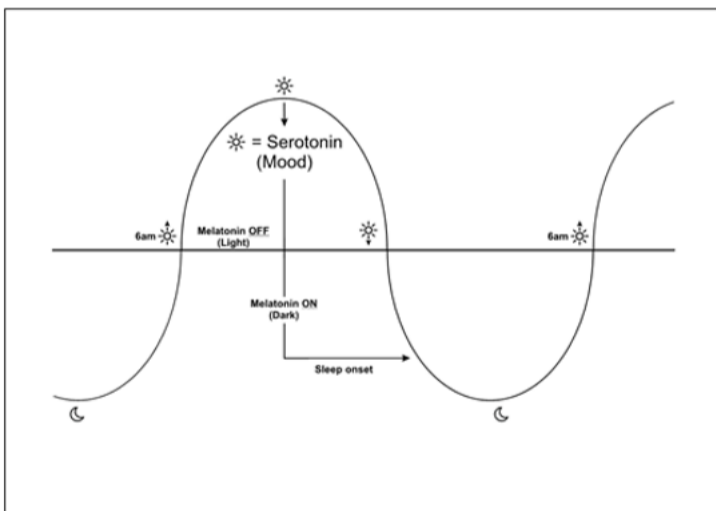 = Serotonin
(Mood)
6am
Melatonin OFF
(Light)
6am
Melatonin ON
(Dark)
Sleep onset